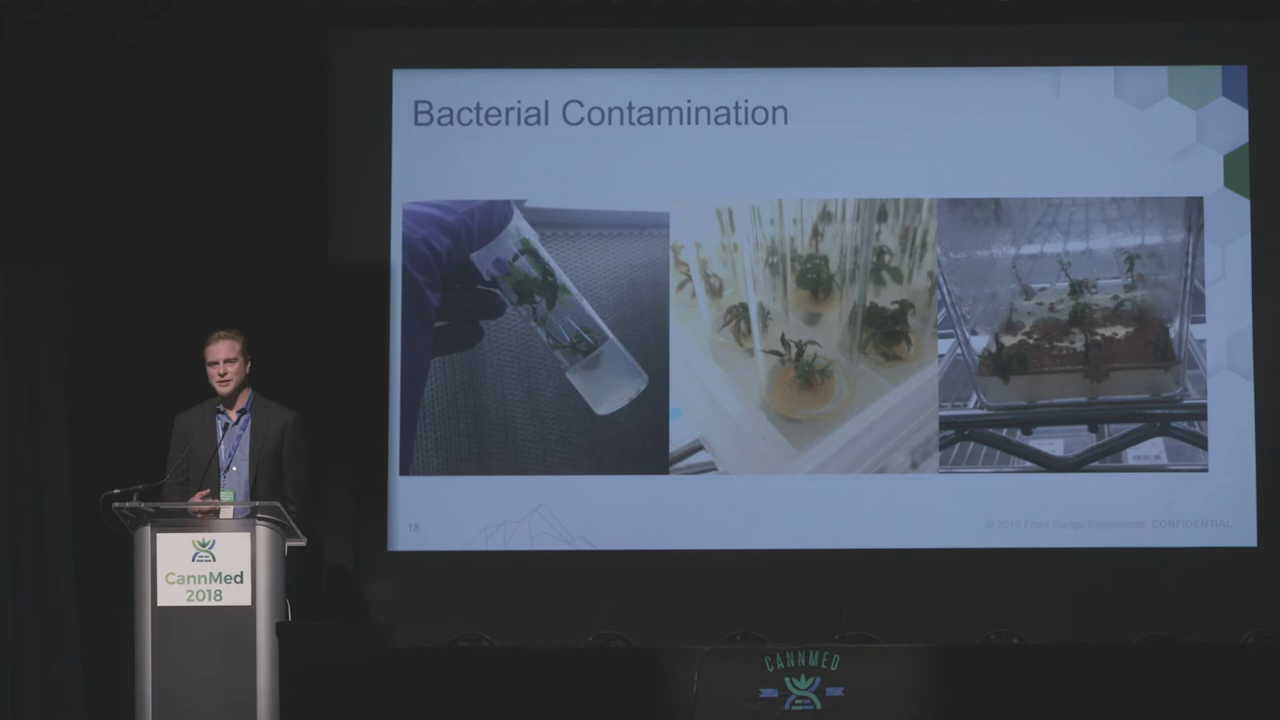 Bacterial Contamination
18
© 2018 Front Range Biosciences. CONFIDENTIAL
CannMed
2018
CANNMED